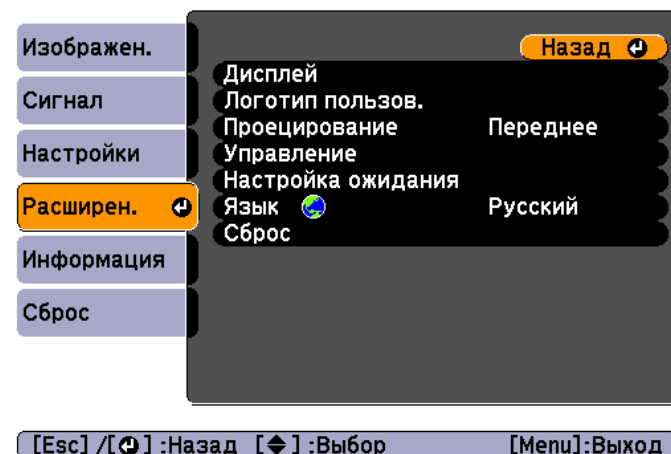 Изображен.
Сигнал
Настройки
Расширен.
Информация
Сброс
Назад
Дисплей
Логотип пользов.
Проецирование Переднее
Управление
Настройка ожидания
Язык Русский
Сброс
[Esc] /[ ] :Назад [ ] :Выбор [Menu]:Выход